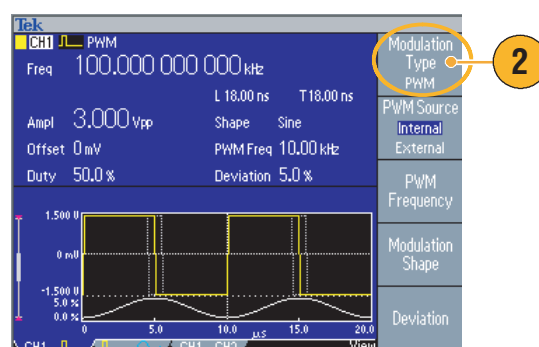 Tek
CH1 PWM
Freq 100.000 000 000 kHz
L 18.00 ns T18.00 ns
Ampl 3.000 Vpp Shape Sine
Offset 0 mV PWM Freq 10.00 kHz
Duty 50.0 % Deviation 5.0 %
Modulation
Type
PWM
2
PWM Source
Internal
External
PWM
Frequency
Modulation
Shape
Deviation
1.500 V
0 mV
-1.500 V
5.0 %
0.0 %
0 5.0 10.0 µs 15.0 20.0
CH1 CH1 CH2 View